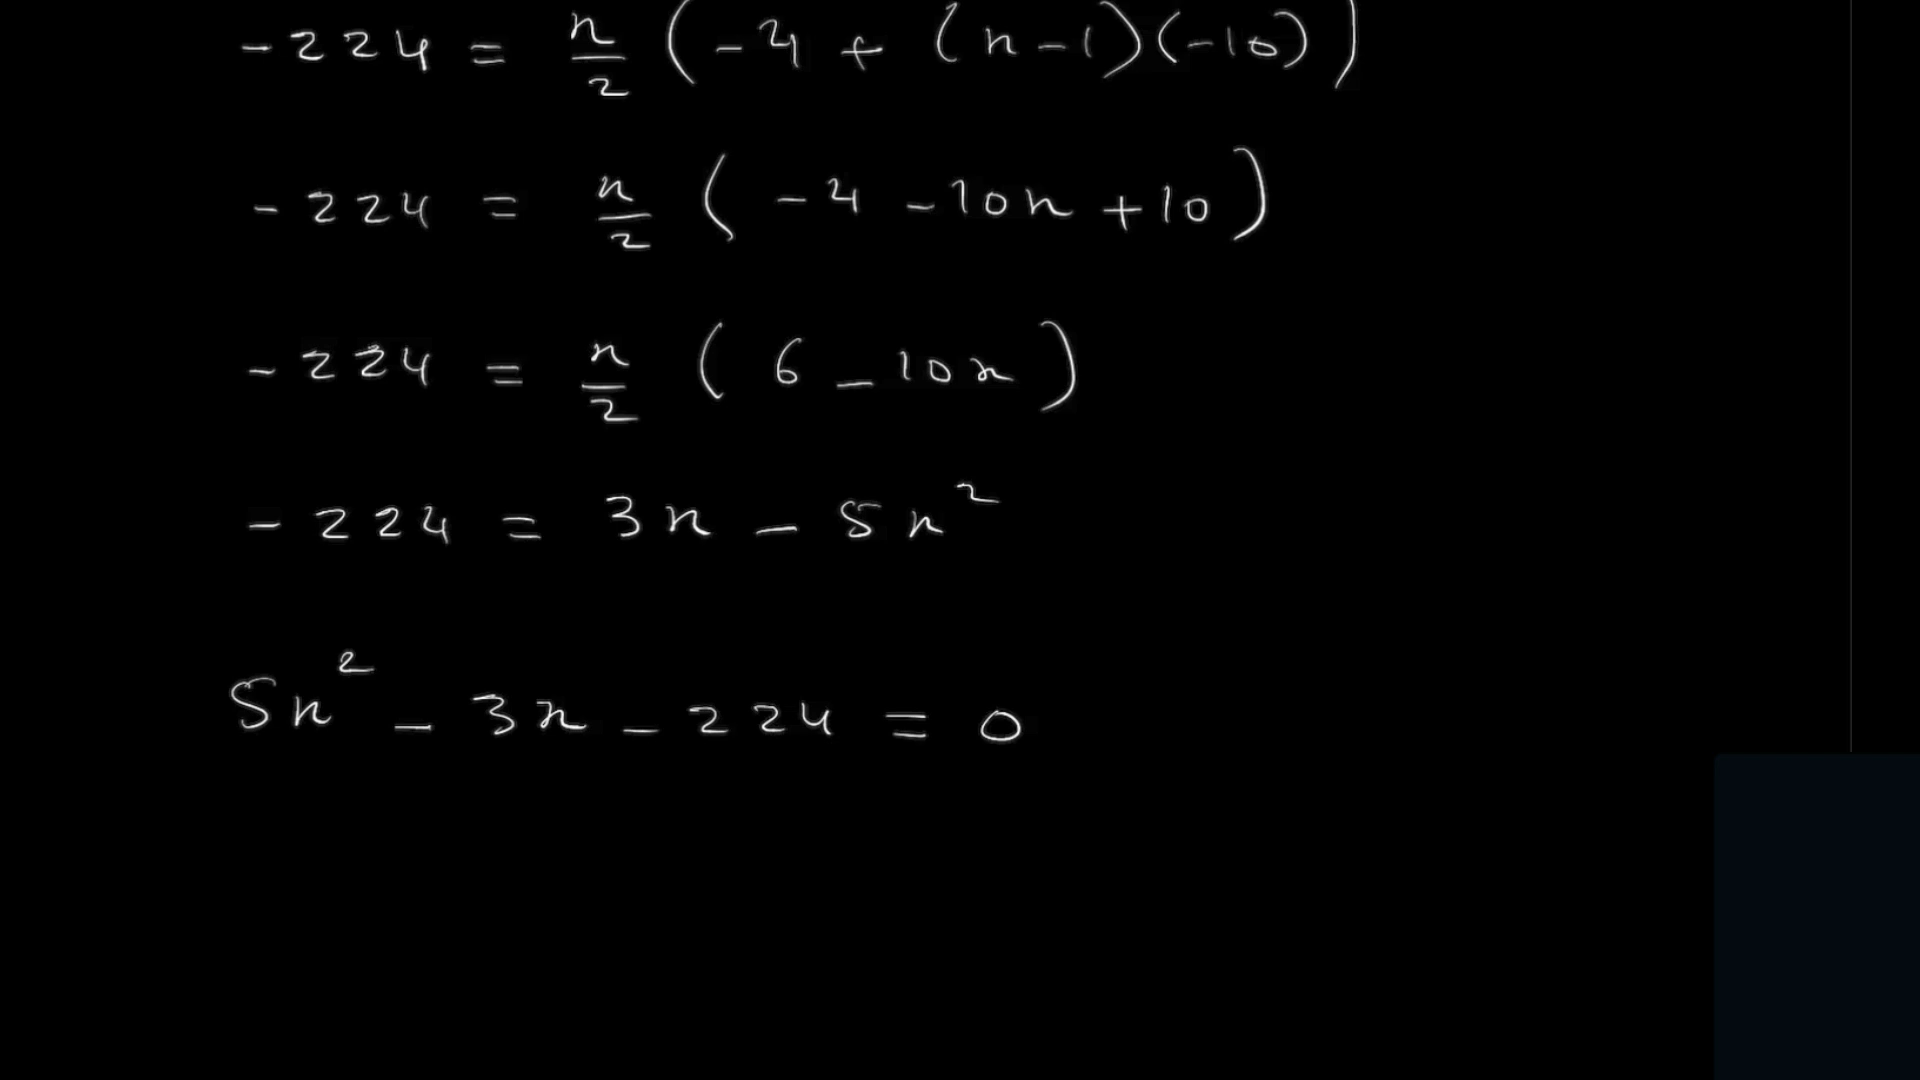 -224 = n/2 (-4 + (n-1)(-10))
-224 = n/2 (-4 -10n +10)
-224 = n/2 (6 - 10n)
-224 = 3n - 5n²
5n² - 3n - 224 = 0